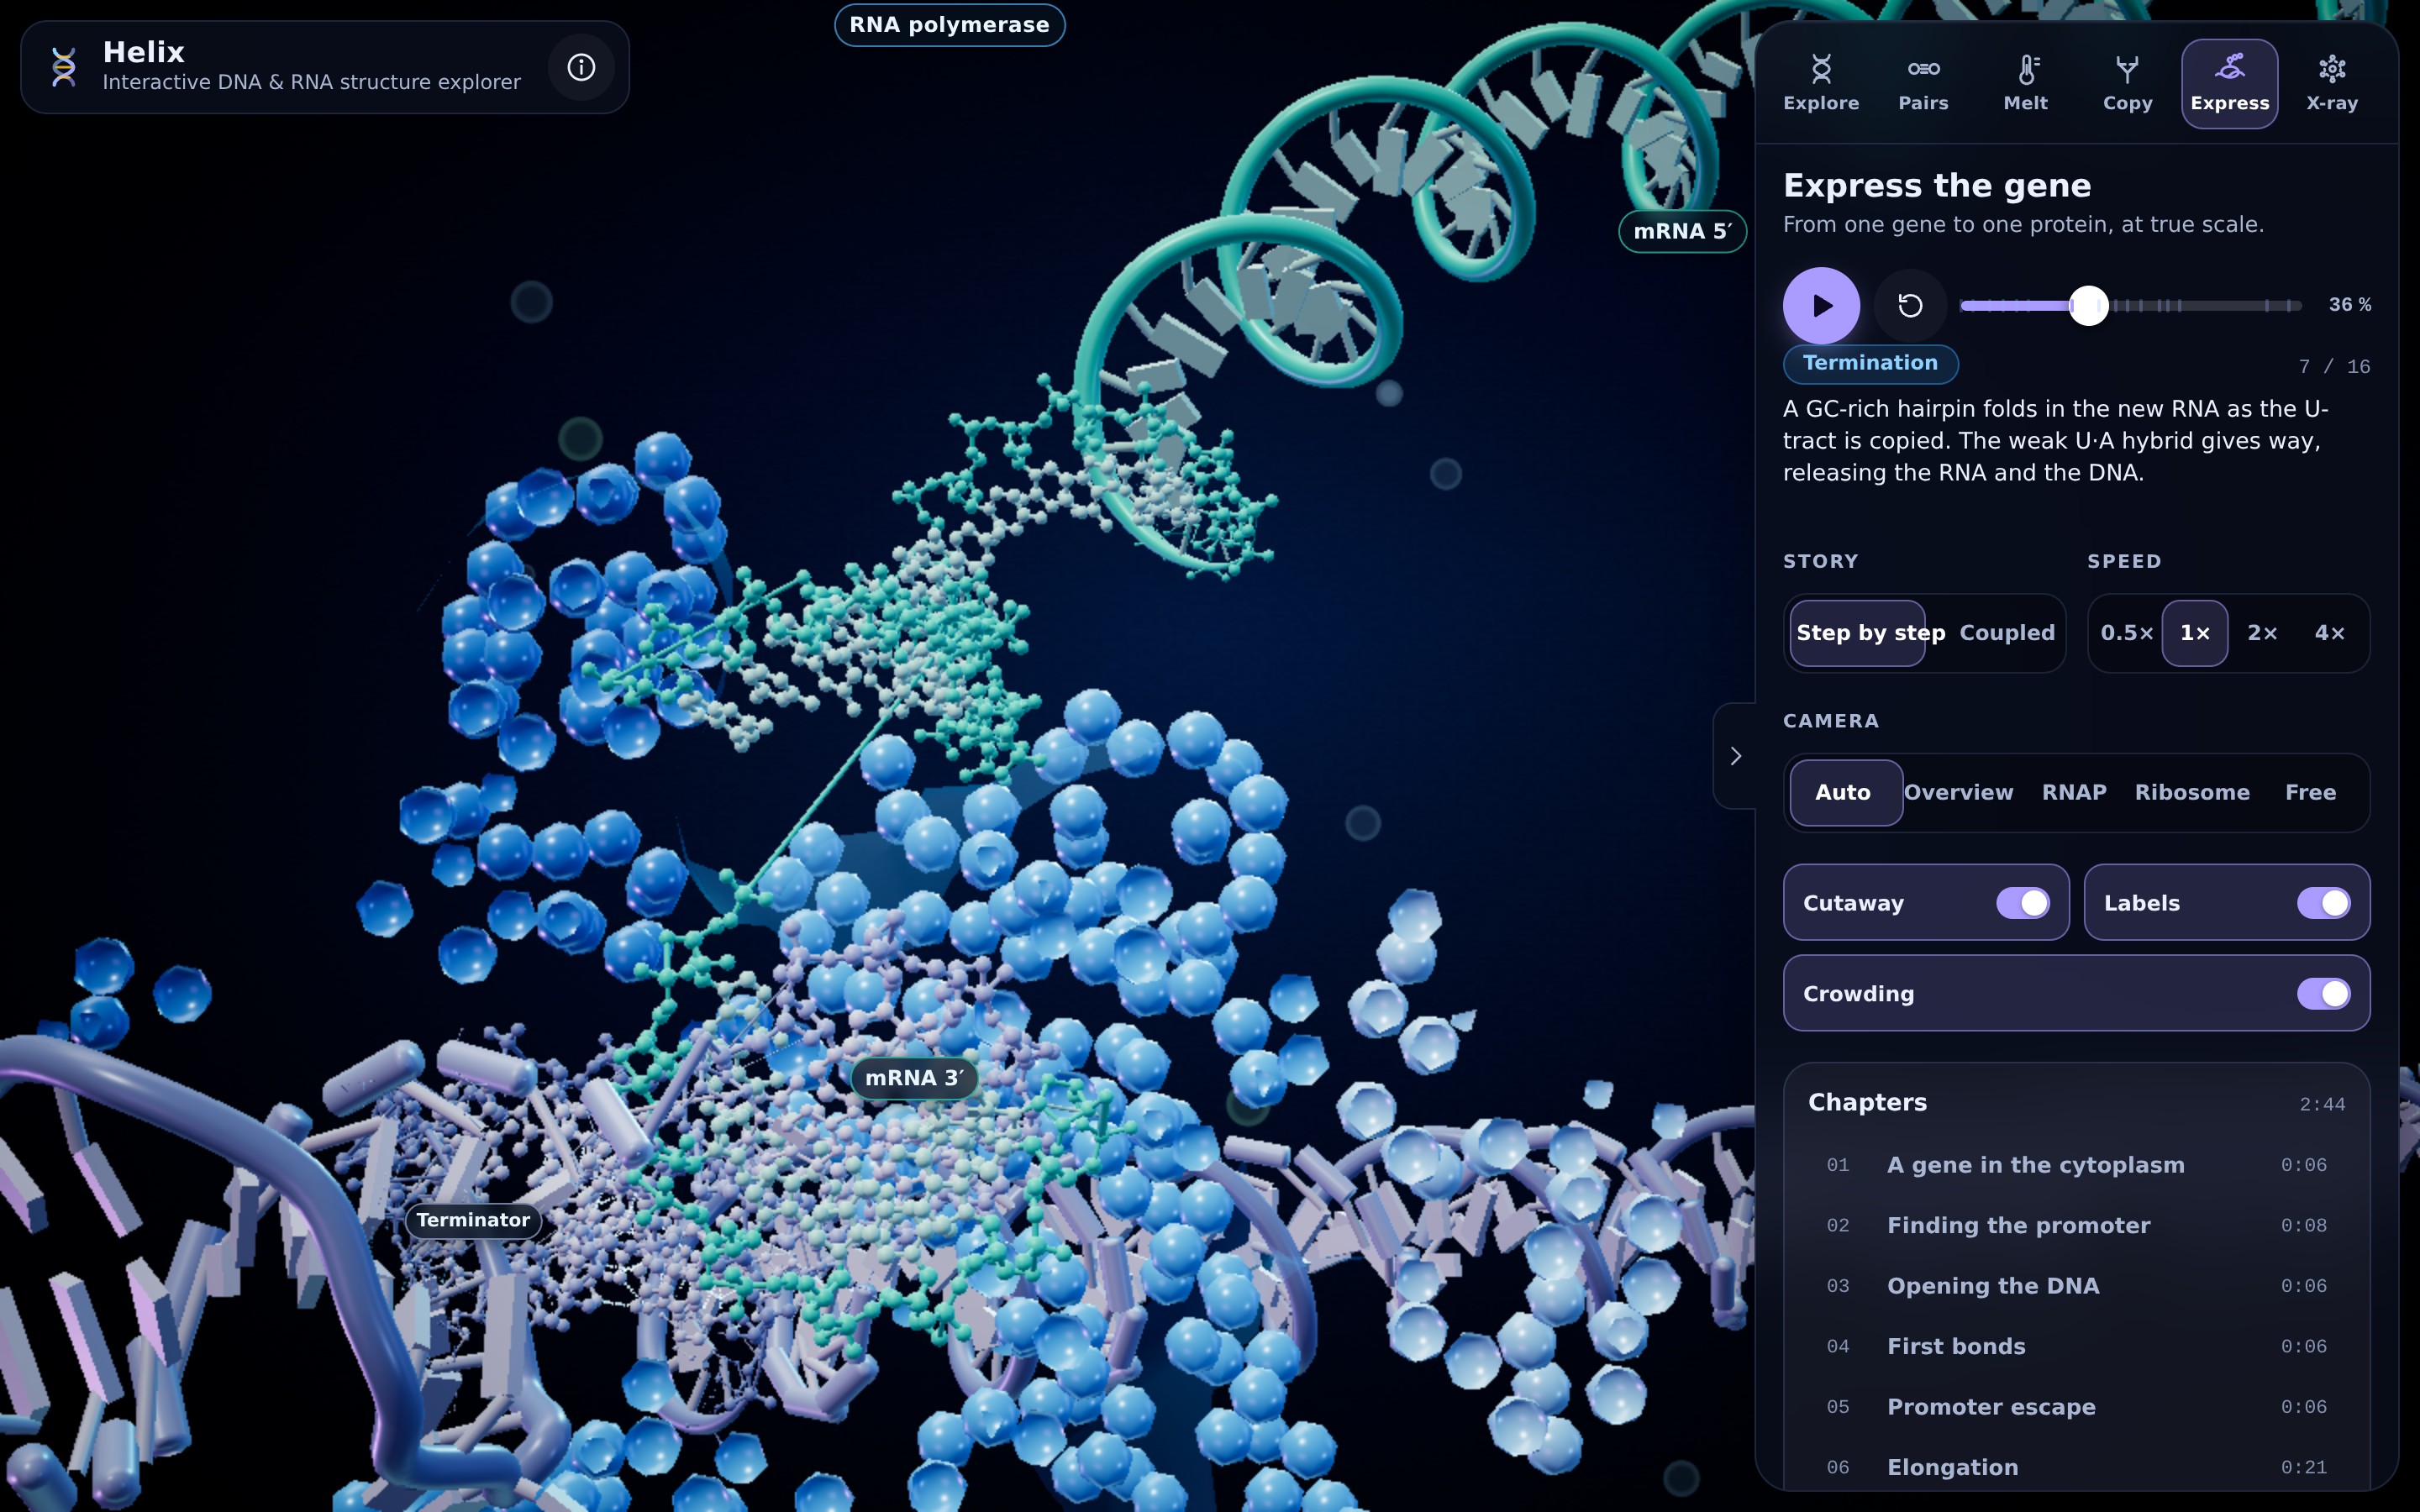 Helix
Interactive DNA & RNA structure explorer
RNA polymerase
mRNA 5′
mRNA 3′
Terminator
Explore
Pairs
Melt
Copy
Express
X-ray
Express the gene
From one gene to one protein, at true scale.
36 %
Termination
7 / 16
A GC-rich hairpin folds in the new RNA as the U-
tract is copied. The weak U·A hybrid gives way,
releasing the RNA and the DNA.
STORY
SPEED
Step by step
Coupled
0.5×
1×
2×
4×
CAMERA
Auto
Overview
RNAP
Ribosome
Free
Cutaway
Labels
Crowding
Chapters
2:44
01 A gene in the cytoplasm 0:06
02 Finding the promoter 0:08
03 Opening the DNA 0:06
04 First bonds 0:06
05 Promoter escape 0:06
06 Elongation 0:21